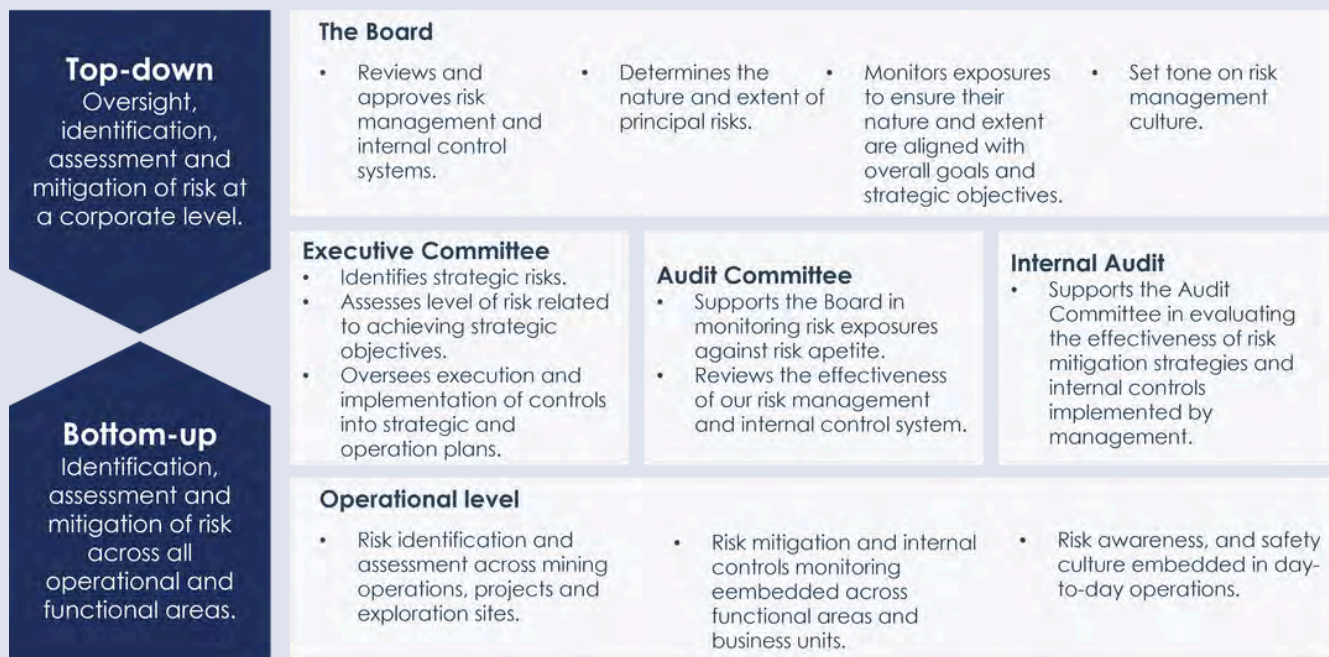 Top-down
Oversight,
identification,
assessment and
mitigation of risk at
a corporate level.
The Board
• Reviews and
approves risk
management and
internal control
systems.
• Determines the
nature and extent of
principal risks.
• Monitors exposures
to ensure their
nature and extent
are aligned with
overall goals and
strategic objectives.
• Set tone on risk
management
culture.
Executive Committee
• Identifies strategic risks.
• Assesses level of risk related
to achieving strategic
objectives.
• Oversees execution and
implementation of controls
into strategic and
operation plans.
Audit Committee
• Supports the Board in
monitoring risk exposures
against risk apetite.
• Reviews the effectiveness
of our risk management
and internal control system.
Internal Audit
• Supports the Audit
Committee in evaluating
the effectiveness of risk
mitigation strategies and
internal controls
implemented by
management.
Bottom-up
Identification,
assessment and
mitigation of risk
across all
operational and
functional areas.
Operational level
• Risk identification and
assessment across mining
operations, projects and
exploration sites.
• Risk mitigation and internal
controls monitoring
eembedded across
functional areas and
business units.
• Risk awareness, and safety
culture embedded in day-
to-day operations.